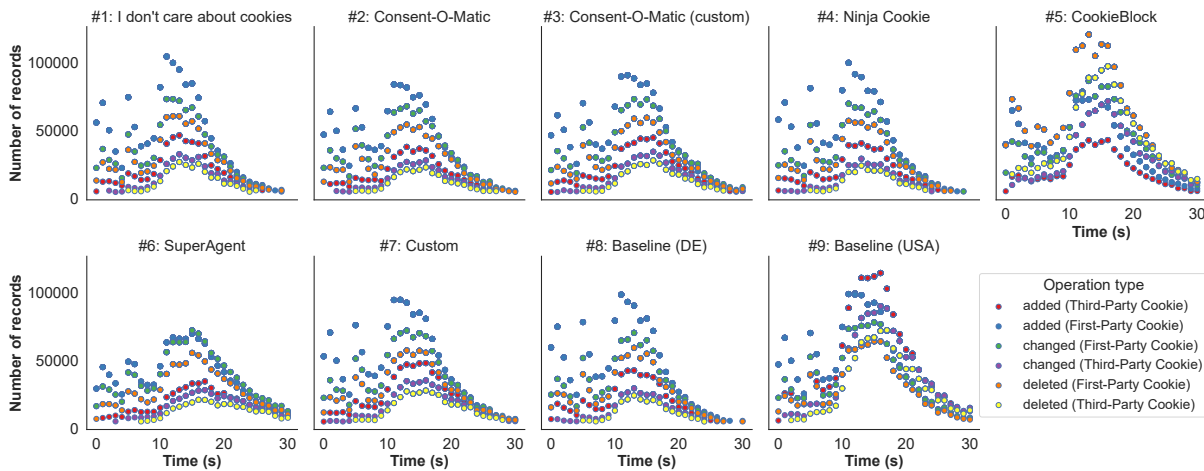 #1: I don't care about cookies
#2: Consent-O-Matic
#3: Consent-O-Matic (custom)
#4: Ninja Cookie
#5: CookieBlock
Number of records
100000
50000
0
0
10
20
30
Time (s)
#6: SuperAgent
#7: Custom
#8: Baseline (DE)
#9: Baseline (USA)
Number of records
100000
50000
0
0
10
20
30
Time (s)
0
10
20
30
Time (s)
0
10
20
30
Time (s)
0
10
20
30
Time (s)
Operation type
added (Third-Party Cookie)
added (First-Party Cookie)
changed (First-Party Cookie)
changed (Third-Party Cookie)
deleted (First-Party Cookie)
deleted (Third-Party Cookie)